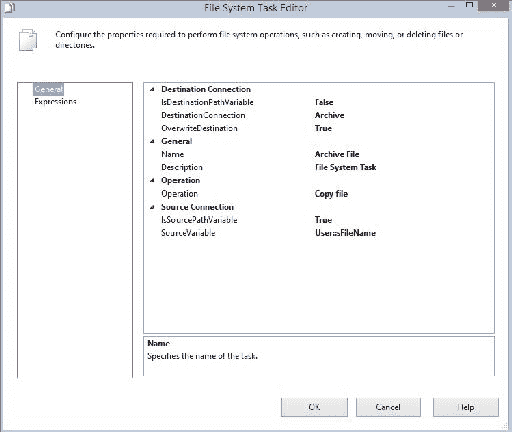 File System Task Editor
Configure the properties required to perform file system operations, such as creating, moving, or deleting files or
directories.
General
Expressions
Destination Connection
IsDestinationPathVariable False
DestinationConnection Archive
OverwriteDestination True
General
Name Archive File
Description File System Task
Operation
Operation Copy file
Source Connection
IsSourcePathVariable True
SourceVariable User::sFileName
Name
Specifies the name of the task.
OK Cancel Help